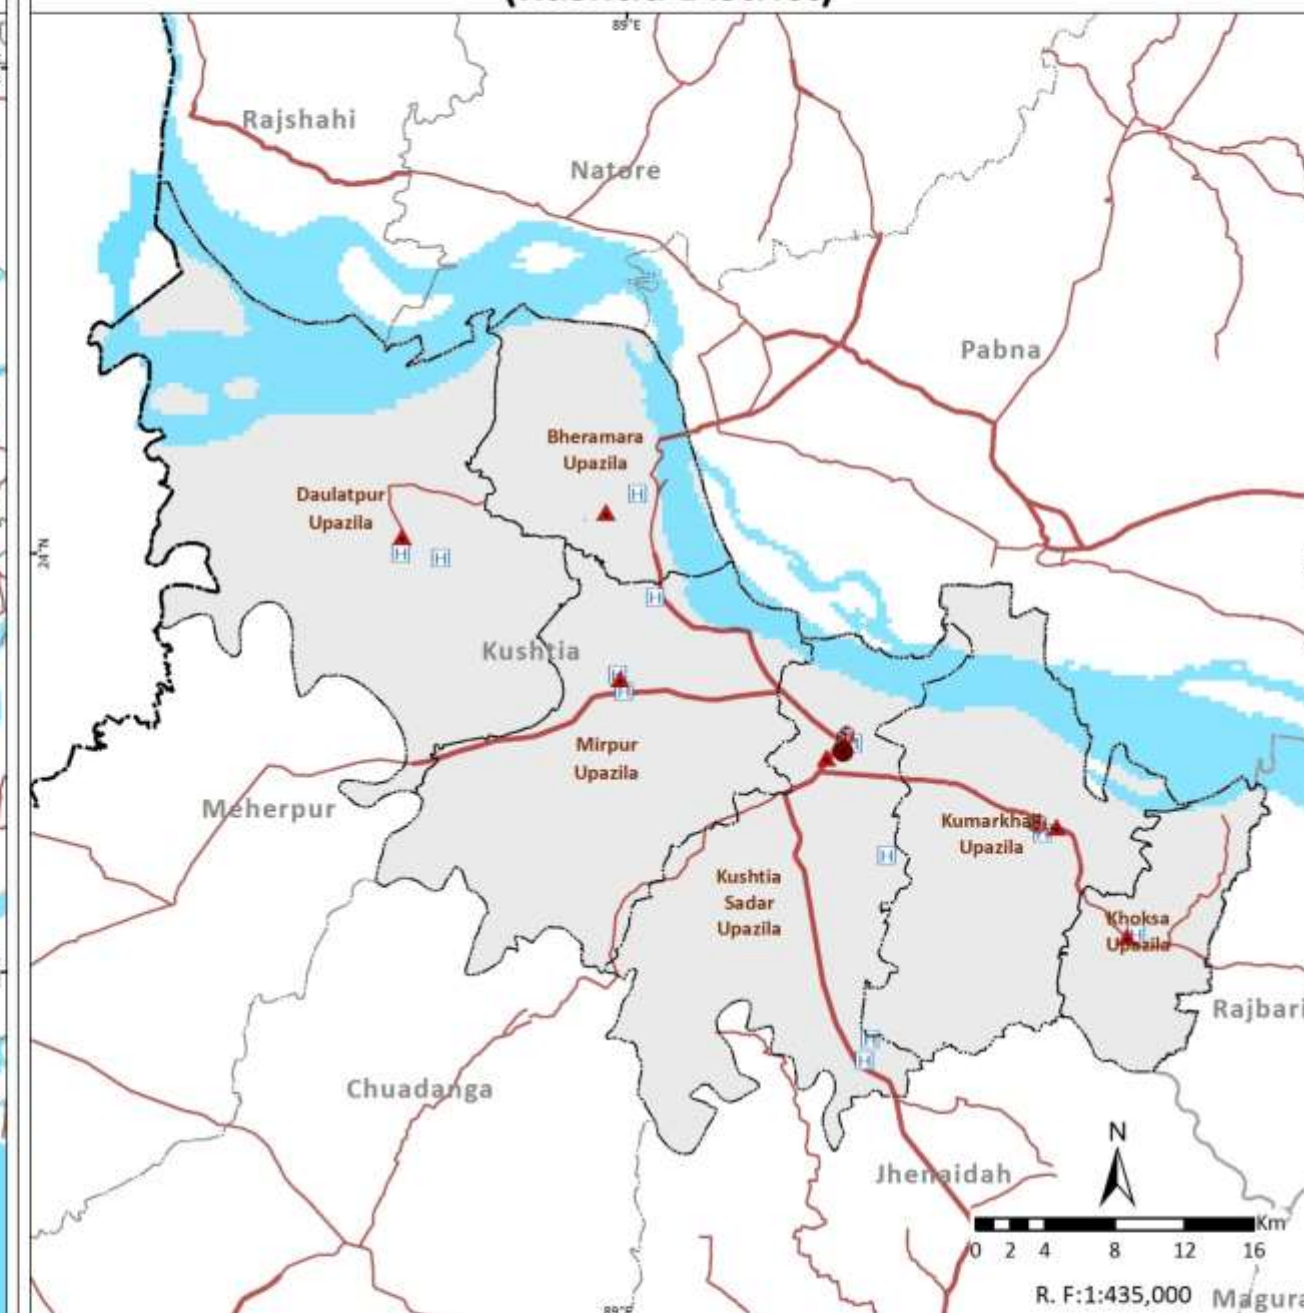 89°E
Rajshahi
Natore
Pabna
Bheramara
Upazila
Daulatpur
Upazila
24°N
H
H
H
H
Kushtia
H
H
Mirpur
Upazila
Meherpur
Kumarkhali
Upazila
H
Kushtia
Sadar
Upazila
Khoksa
Upazila
Rajbari
H
H
Chuadanga
Jhenaidah
N
Km
0 2 4 8 12 16
R. F:1:435,000
Magura
89°E